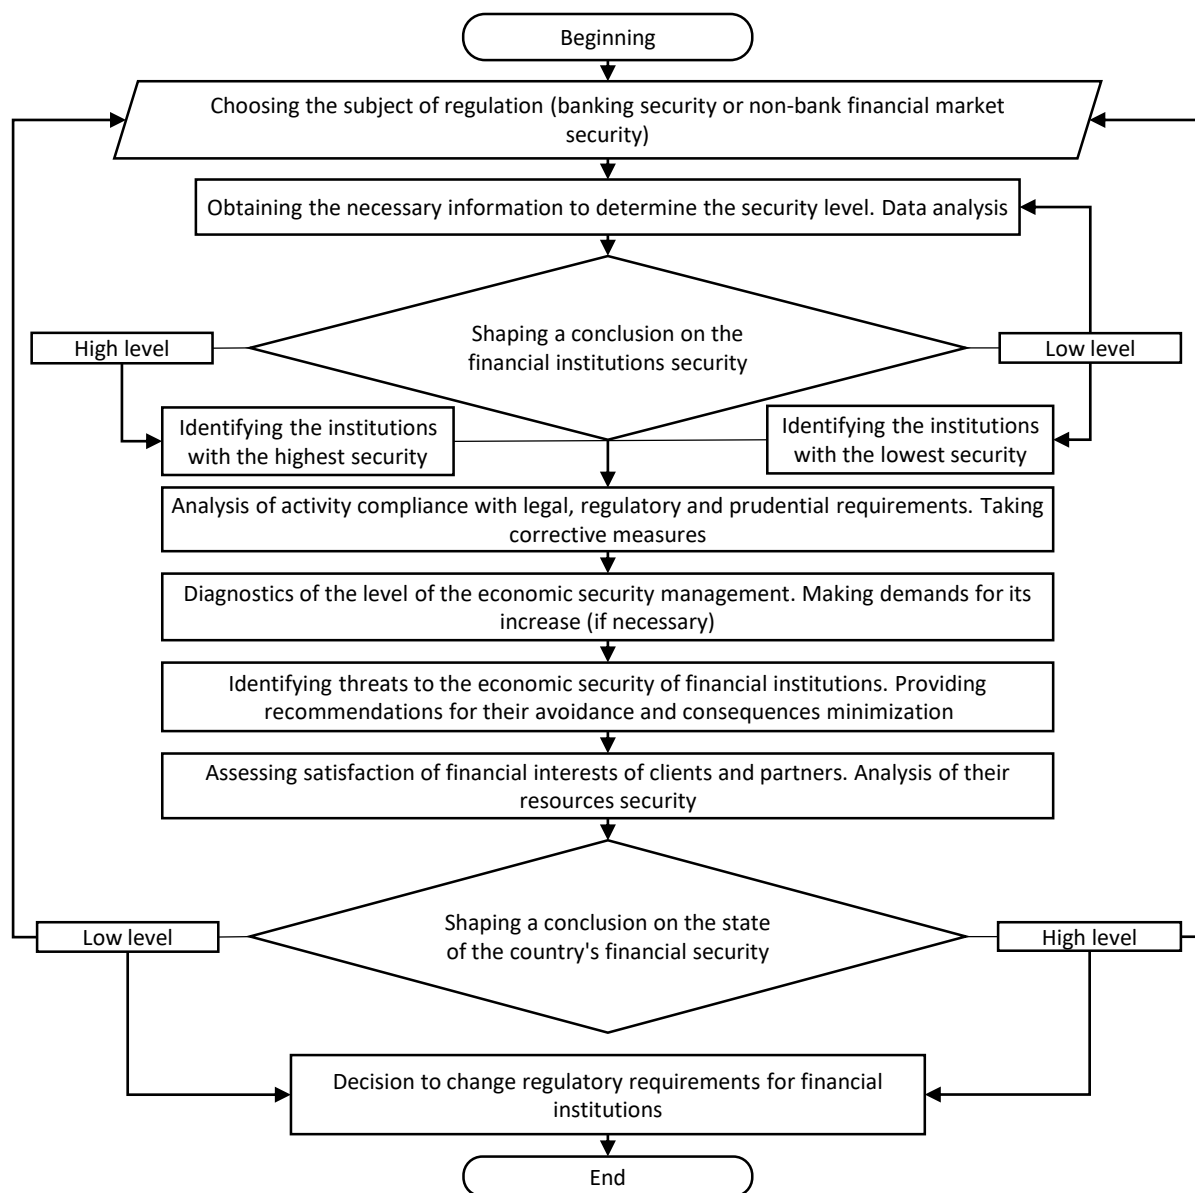 Beginning
Choosing the subject of regulation (banking security or non-bank financial market
security)
Obtaining the necessary information to determine the security level. Data analysis
Shaping a conclusion on the
financial institutions security
High level
Low level
Identifying the institutions
with the highest security
Identifying the institutions
with the lowest security
Analysis of activity compliance with legal, regulatory and prudential requirements. Taking
corrective measures
Diagnostics of the level of the economic security management. Making demands for its
increase (if necessary)
Identifying threats to the economic security of financial institutions. Providing
recommendations for their avoidance and consequences minimization
Assessing satisfaction of financial interests of clients and partners. Analysis of their
resources security
Shaping a conclusion on the state
of the country's financial security
Low level
High level
Decision to change regulatory requirements for financial
institutions
End